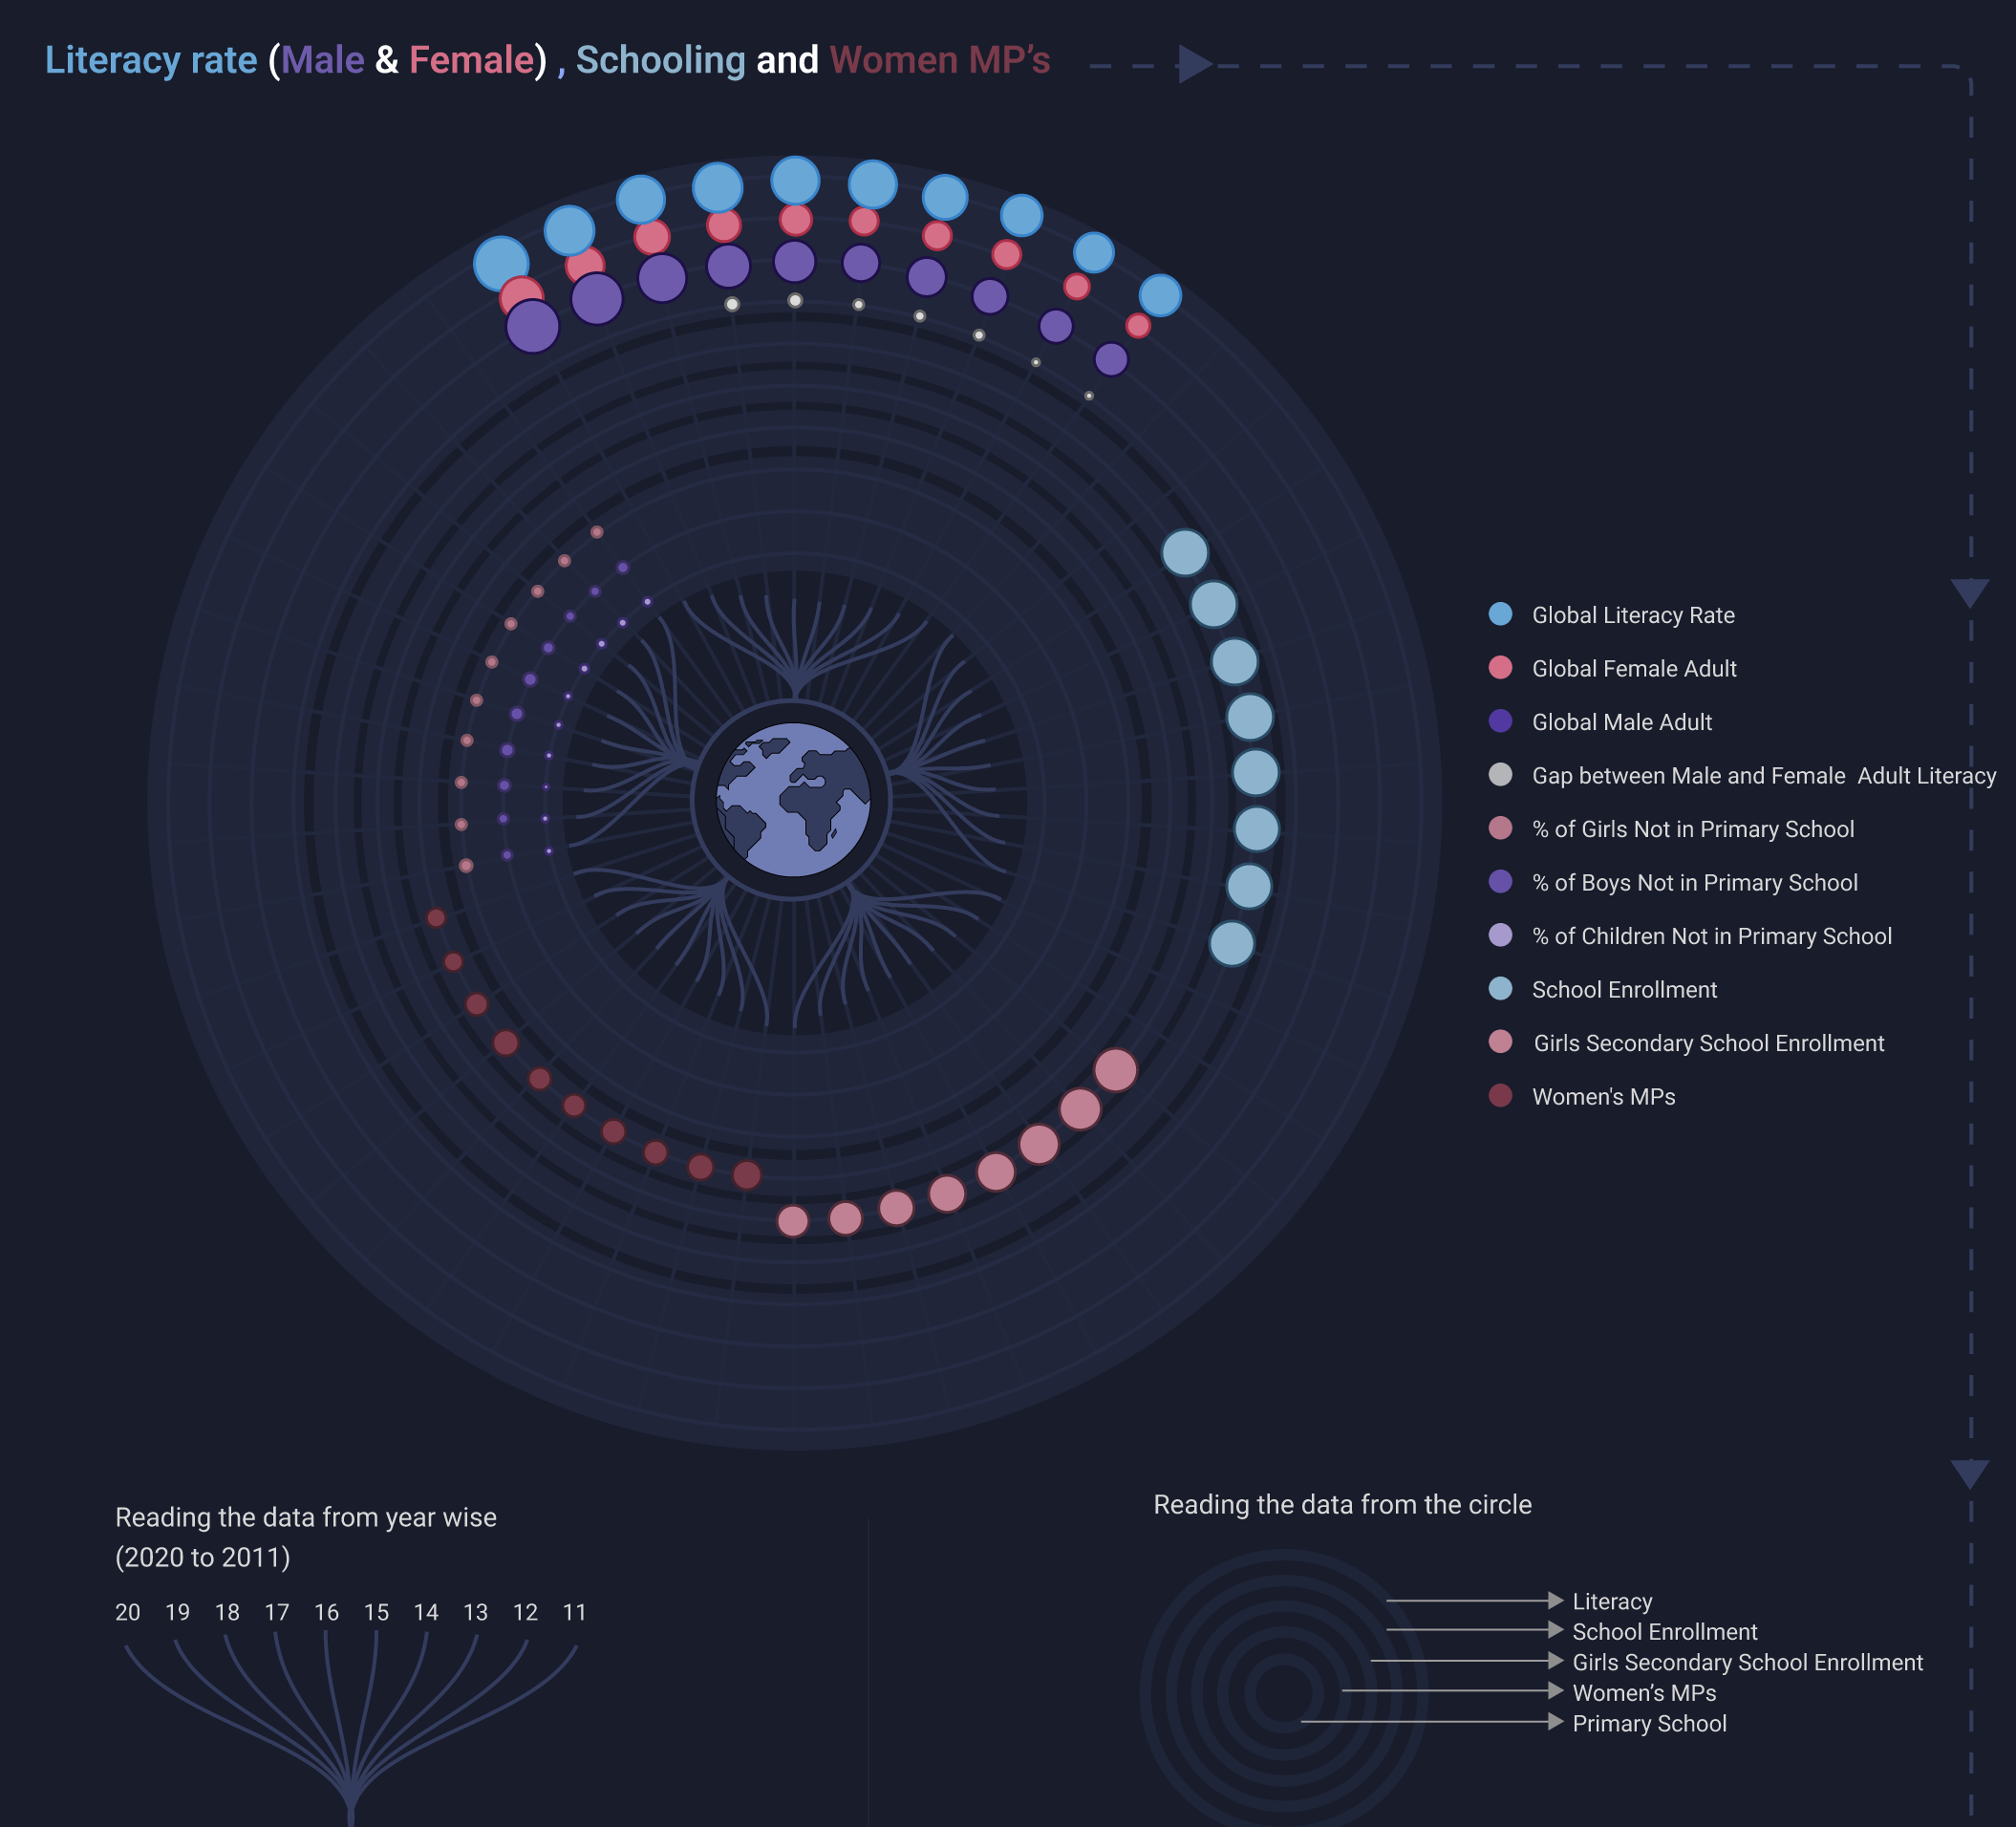 Literacy rate (Male & Female) , Schooling and Women MP’s
Global Literacy Rate
Global Female Adult
Global Male Adult
Gap between Male and Female Adult Literacy
% of Girls Not in Primary School
% of Boys Not in Primary School
% of Children Not in Primary School
School Enrollment
Girls Secondary School Enrollment
Women's MPs
Reading the data from year wise
(2020 to 2011)
20 19 18 17 16 15 14 13 12 11
Reading the data from the circle
Literacy
School Enrollment
Girls Secondary School Enrollment
Women’s MPs
Primary School